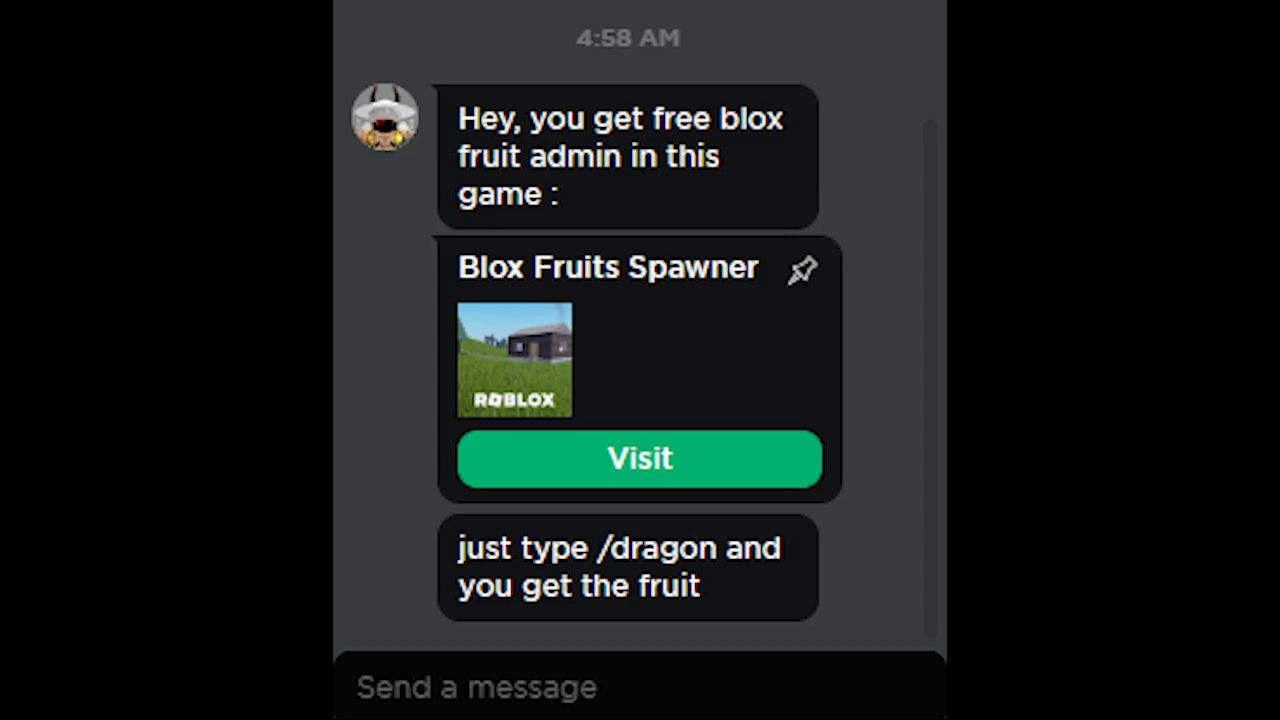 4:58 AM
Hey, you get free blox
fruit admin in this
game :
Blox Fruits Spawner
ROBLOX
Visit
just type /dragon and
you get the fruit
Send a message